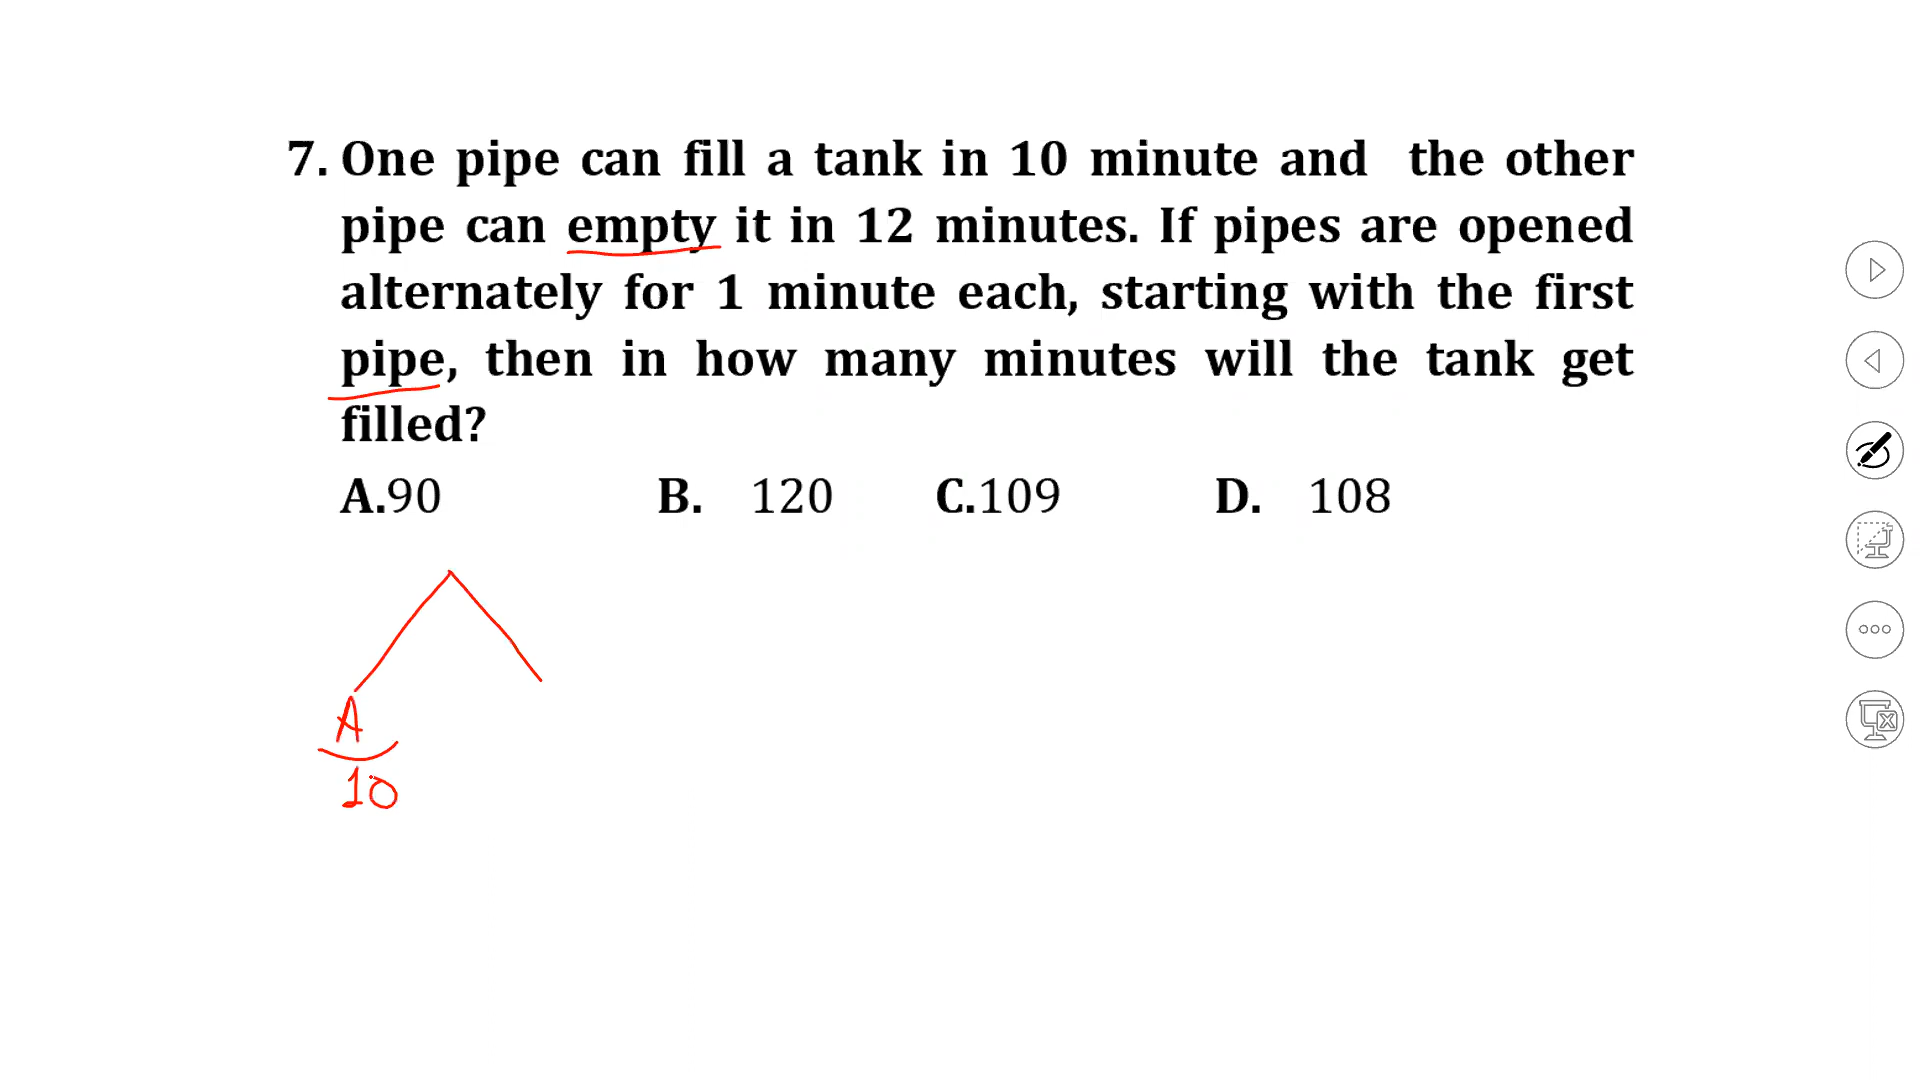 7. One pipe can fill a tank in 10 minute and the other
pipe can empty it in 12 minutes. If pipes are opened
alternately for 1 minute each, starting with the first
pipe, then in how many minutes will the tank get
filled?
A.90 B. 120 C.109 D. 108
A
10